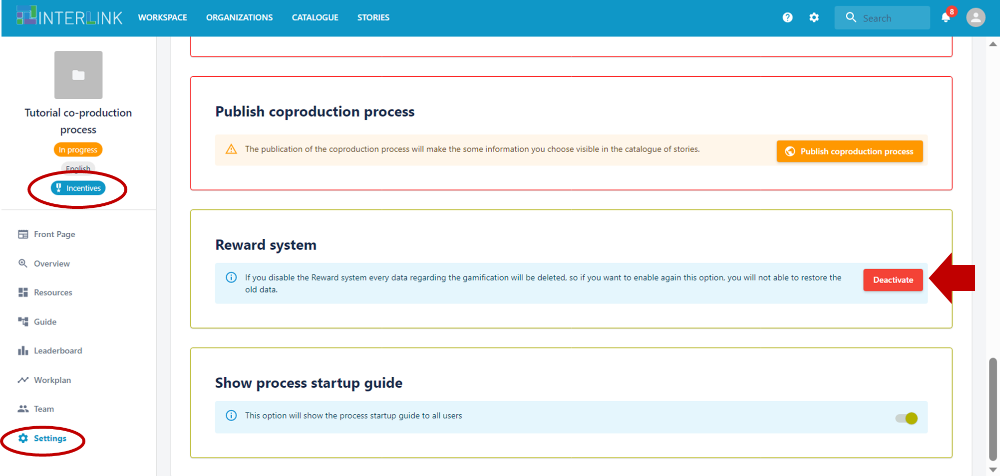 INTERLINK WORKSPACE ORGANIZATIONS CATALOGUE STORIES Search 8
Tutorial co-production
process
In progress
English
Incentives
Front Page
Overview
Resources
Guide
Leaderboard
Workplan
Team
Settings
Publish coproduction process
The publication of the coproduction process will make the some information you choose visible in the catalogue of stories.
Publish coproduction process
Reward system
If you disable the Reward system every data regarding the gamification will be deleted, so if you want to enable again this option, you will not able to restore the
old data.
Deactivate
Show process startup guide
This option will show the process startup guide to all users